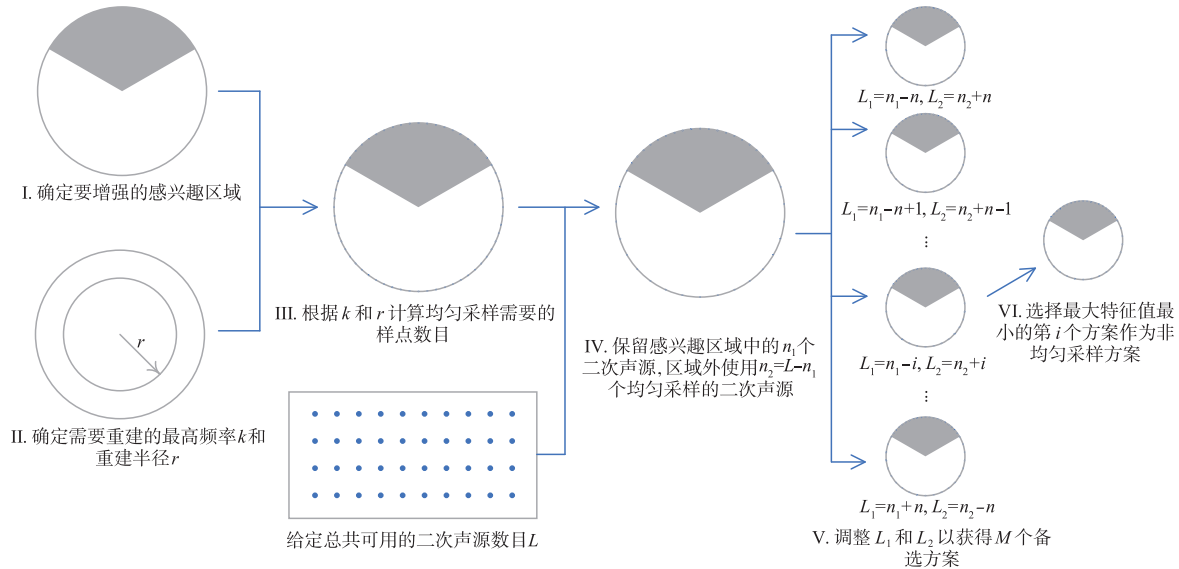 I. 确定要增强的感兴趣区域
r
II. 确定需要重建的最高频率k和
重建半径r
III. 根据 k 和 r 计算均匀采样需要的
样点数目
给定总共可用的二次声源数目L
IV. 保留感兴趣区域中的n₁个
二次声源, 区域外使用n₂=L−n₁
个均匀采样的二次声源
L₁=n₁−n, L₂=n₂+n
L₁=n₁−n+1, L₂=n₂+n−1
⋮
L₁=n₁−i, L₂=n₂+i
⋮
L₁=n₁+n, L₂=n₂−n
V. 调整 L₁ 和 L₂ 以获得 M 个备
选方案
VI. 选择最大特征值最
小的第 i 个方案作为非
均匀采样方案